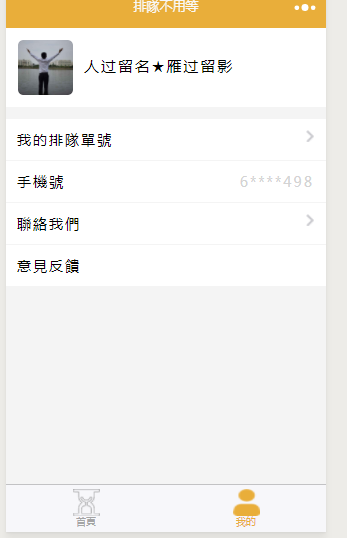 排隊不用等
人过留名★雁过留影
我的排隊單號
手機號
6****498
聯絡我們
意見反饋
首頁
我的